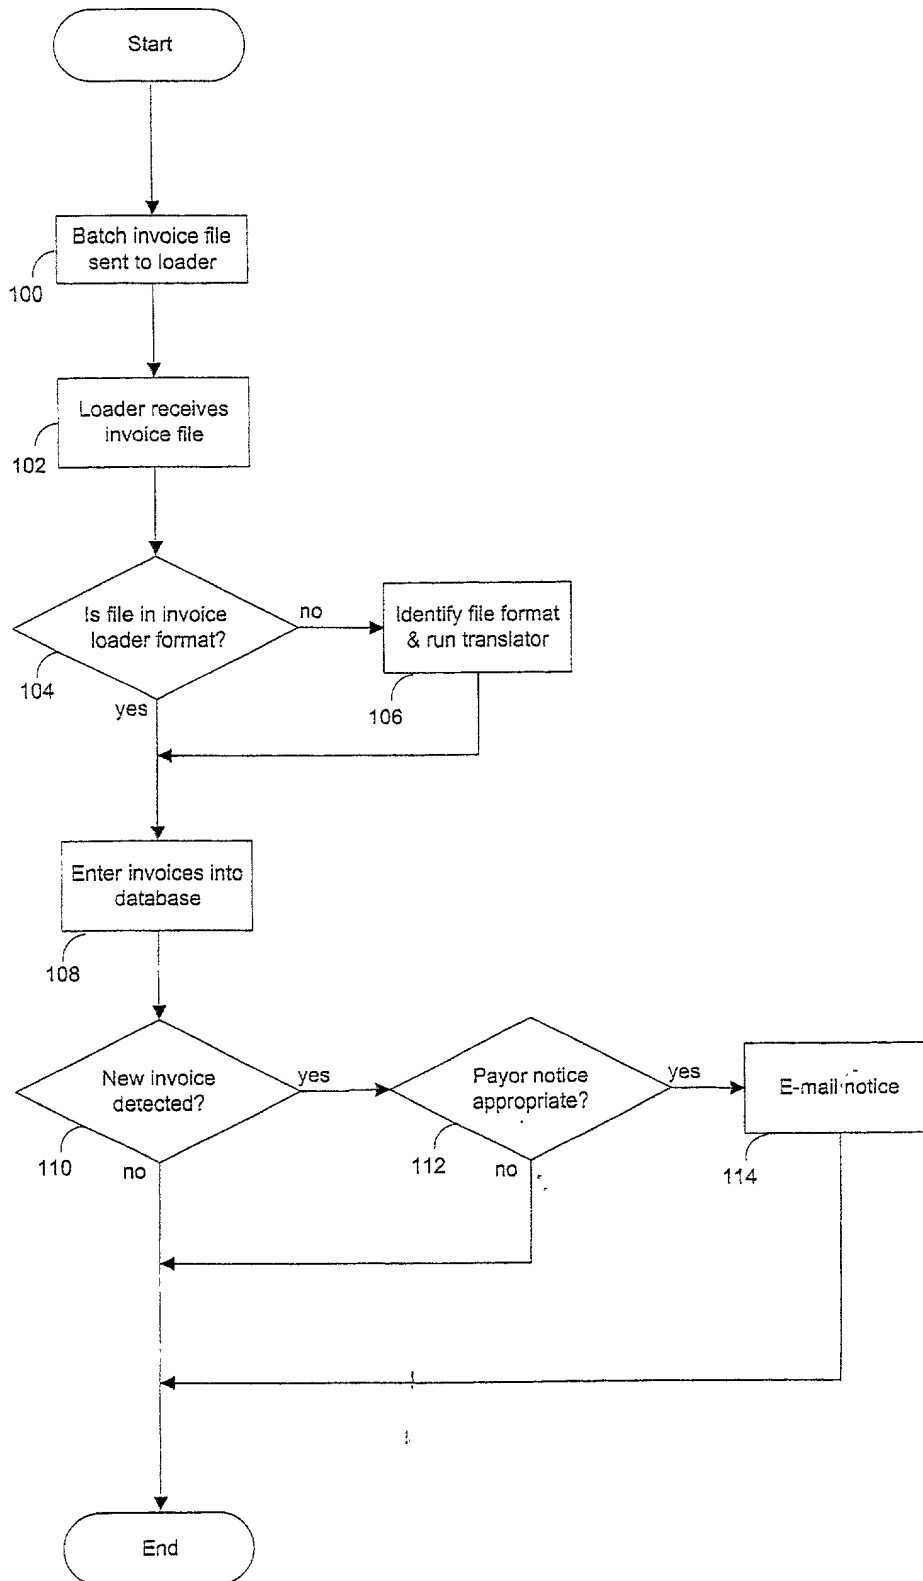 Start
Batch invoice file
sent to loader
100
Loader receives
invoice file
102
Is file in invoice
loader format?
no
104
yes
Identify file format
& run translator
106
Enter invoices into
database
108
New invoice
detected?
yes
110
no
Payor notice
appropriate?
yes
112
no
E-mail notice
114
End